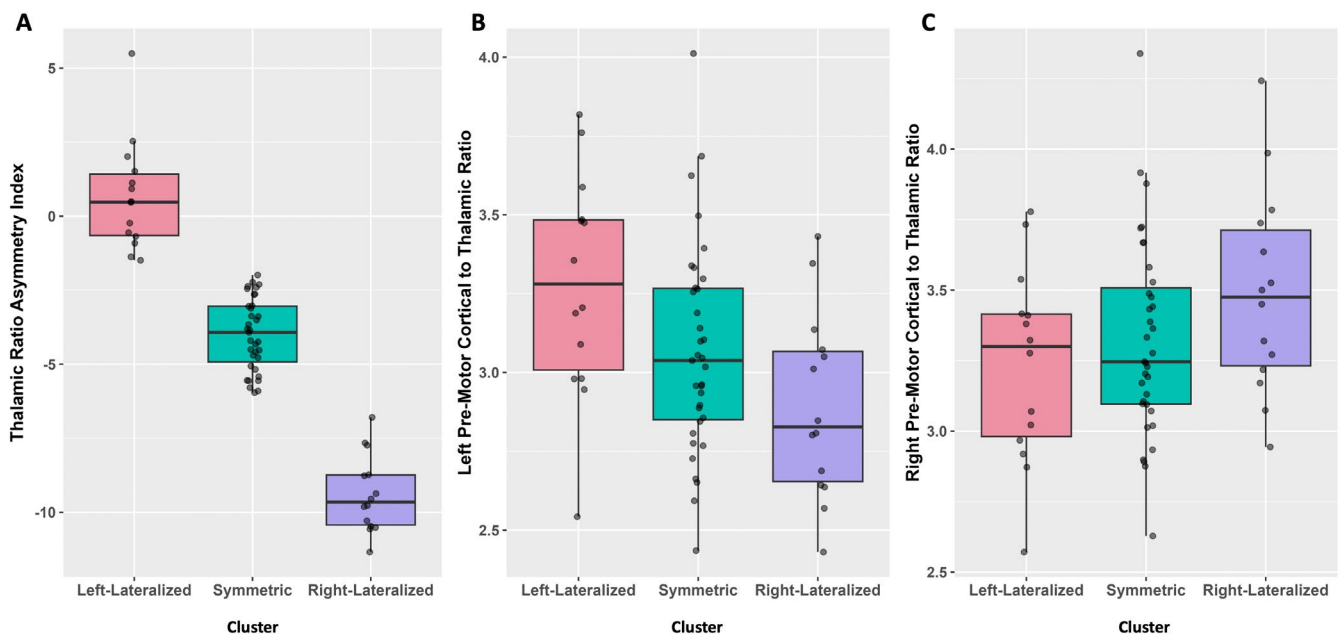 A
Thalamic Ratio Asymmetry Index
5
0
-5
-10
Left-Lateralized Symmetric Right-Lateralized
Cluster
B
Left Pre-Motor Cortical to Thalamic Ratio
4.0
3.5
3.0
2.5
Left-Lateralized Symmetric Right-Lateralized
Cluster
C
Right Pre-Motor Cortical to Thalamic Ratio
4.0
3.5
3.0
2.5
Left-Lateralized Symmetric Right-Lateralized
Cluster